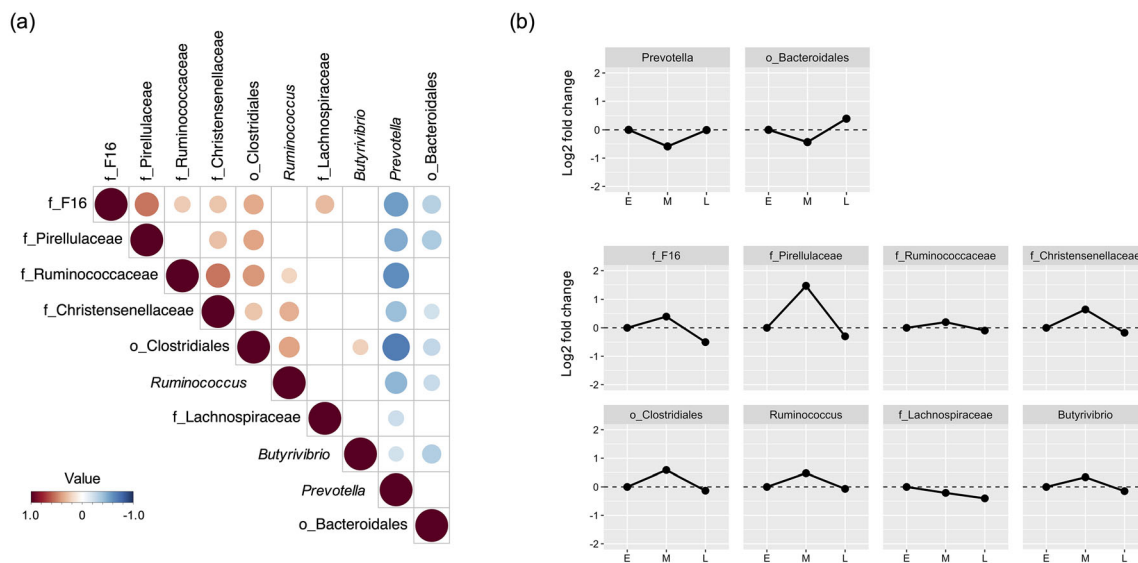 (a)
f_F16
f_Pirellulaceae
f_Ruminococcaceae
f_Christensenellaceae
o_Clostridiales
Ruminococcus
f_Lachnospiraceae
Butyrivibrio
Prevotella
o_Bacteroidales
f_F16
f_Pirellulaceae
f_Ruminococcaceae
f_Christensenellaceae
o_Clostridiales
Ruminococcus
f_Lachnospiraceae
Butyrivibrio
Prevotella
o_Bacteroidales
Value
1.0 0 -1.0
(b)
Prevotella o_Bacteroidales
Log2 fold change
2
1
0
-1
-2
E M L E M L
f_F16 f_Pirellulaceae f_Ruminococcaceae f_Christensenellaceae
Log2 fold change
2
1
0
-1
-2
o_Clostridiales Ruminococcus f_Lachnospiraceae Butyrivibrio
2
1
0
-1
-2
E M L E M L E M L E M L